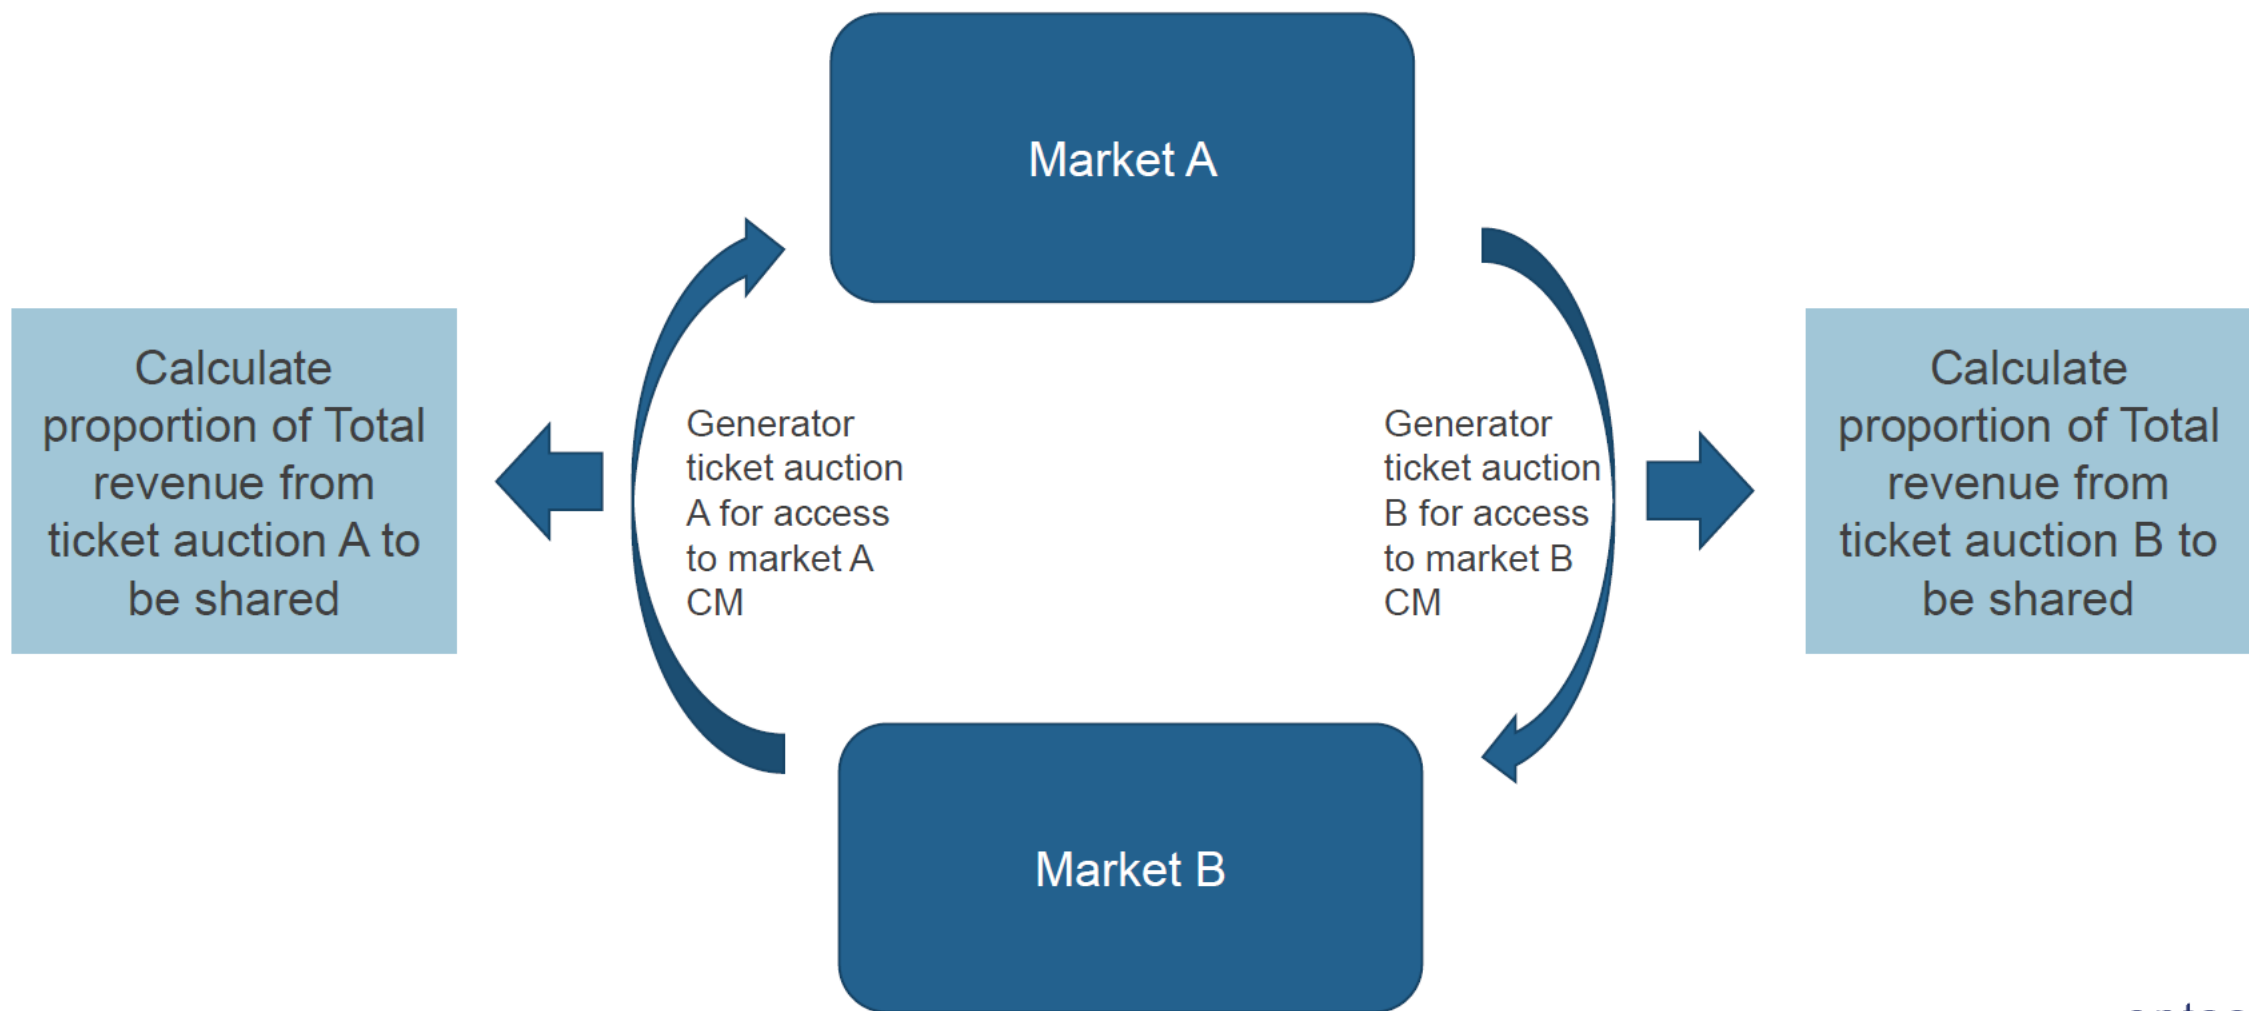 Market A
Calculate
proportion of Total
revenue from
ticket auction A to
be shared
Generator
ticket auction
A for access
to market A
CM
Generator
ticket auction
B for access
to market B
CM
Calculate
proportion of Total
revenue from
ticket auction B to
be shared
Market B